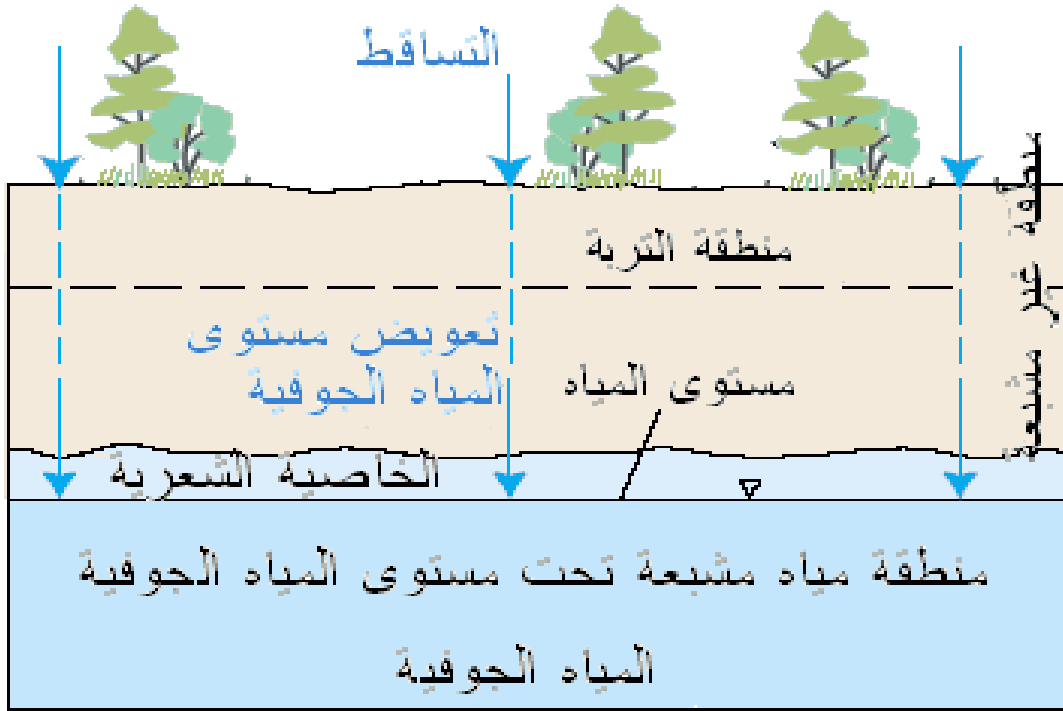 التساقط
منطقة التربة
منطقة غير مشبعة
تعويض مستوى
المياه الجوفية
مستوى المياه
الخاصية الشعرية
منطقة مياه مشبعة تحت مستوى المياه الجوفية
المياه الجوفية